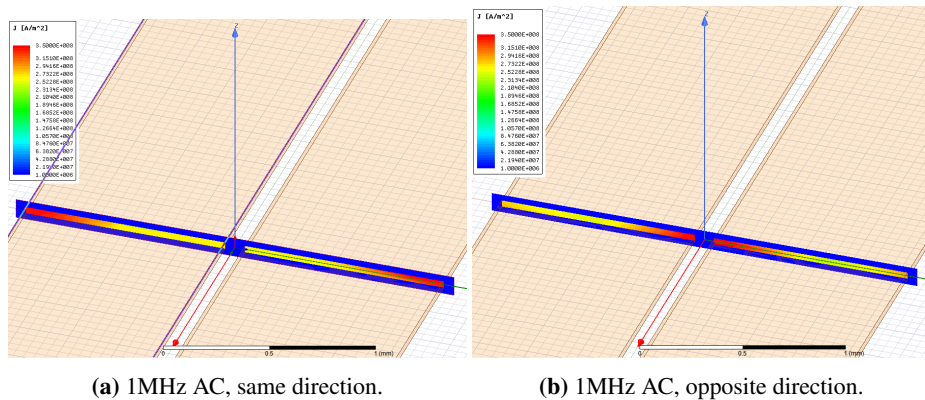 J [A/m^2]
3.5000E+008
3.1510E+008
2.9416E+008
2.7322E+008
2.5228E+008
2.3134E+008
2.1040E+008
1.8946E+008
1.6852E+008
1.4758E+008
1.2664E+008
1.0570E+008
8.4760E+007
6.3820E+007
4.2880E+007
2.1940E+007
1.0000E+006
Z
0
0.5
1 (mm)
J [A/m^2]
3.5000E+008
3.1510E+008
2.9416E+008
2.7322E+008
2.5228E+008
2.3134E+008
2.1040E+008
1.8946E+008
1.6852E+008
1.4758E+008
1.2664E+008
1.0570E+008
8.4760E+007
6.3820E+007
4.2880E+007
2.1940E+007
1.0000E+006
Z
0
0.5
1 (mm)
(a) 1MHz AC, same direction.
(b) 1MHz AC, opposite direction.